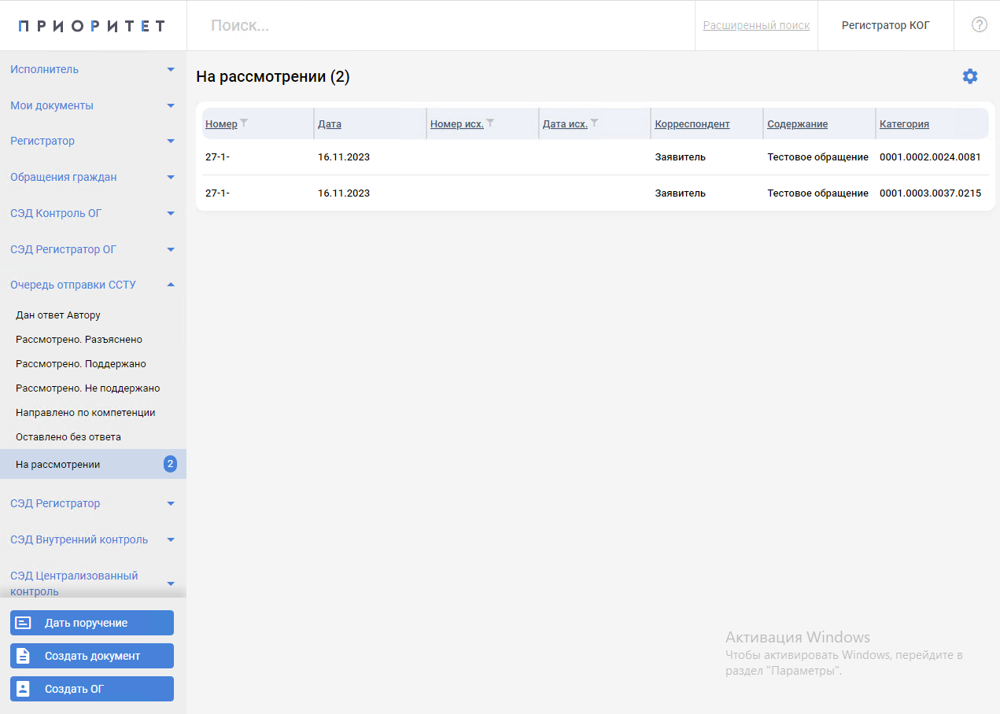 ПРИОРИТЕТ
Поиск...
Расширенный поиск
Регистратор КОГ
?
Исполнитель
Мои документы
Регистратор
Обращения граждан
СЭД Контроль ОГ
СЭД Регистратор ОГ
Очередь отправки ССТУ
Дан ответ Автору
Рассмотрено. Разъяснено
Рассмотрено. Поддержано
Рассмотрено. Не поддержано
Направлено по компетенции
Оставлено без ответа
На рассмотрении 2
СЭД Регистратор
СЭД Внутренний контроль
СЭД Централизованный
контроль
Дать поручение
Создать документ
Создать ОГ
На рассмотрении (2)
Номер Дата Номер исх. Дата исх. Корреспондент Содержание Категория
27-1- 16.11.2023 Заявитель Тестовое обращение 0001.0002.0024.0081
27-1- 16.11.2023 Заявитель Тестовое обращение 0001.0003.0037.0215
Активация Windows
Чтобы активировать Windows, перейдите в
раздел "Параметры".